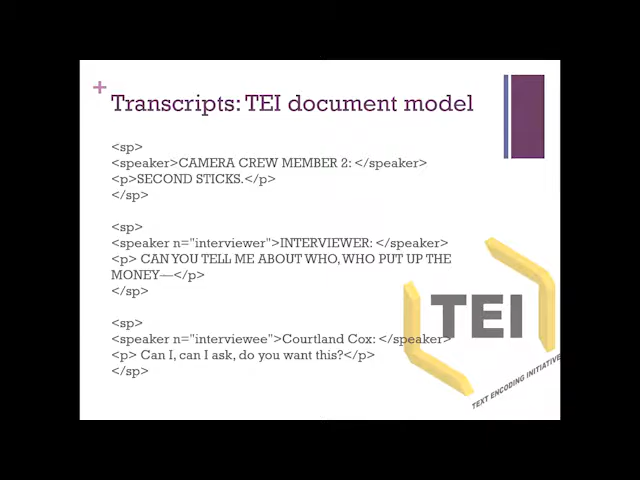 +
Transcripts: TEI document model
<sp>
<speaker>CAMERA CREW MEMBER 2: </speaker>
<p>SECOND STICKS.</p>
</sp>
<sp>
<speaker n="interviewer">INTERVIEWER: </speaker>
<p> CAN YOU TELL ME ABOUT WHO, WHO PUT UP THE
MONEY—</p>
</sp>
<sp>
<speaker n="interviewee">Courtland Cox: </speaker>
<p> Can I, can I ask, do you want this?</p>
</sp>
TEI
TEXT ENCODING INITIATIVE